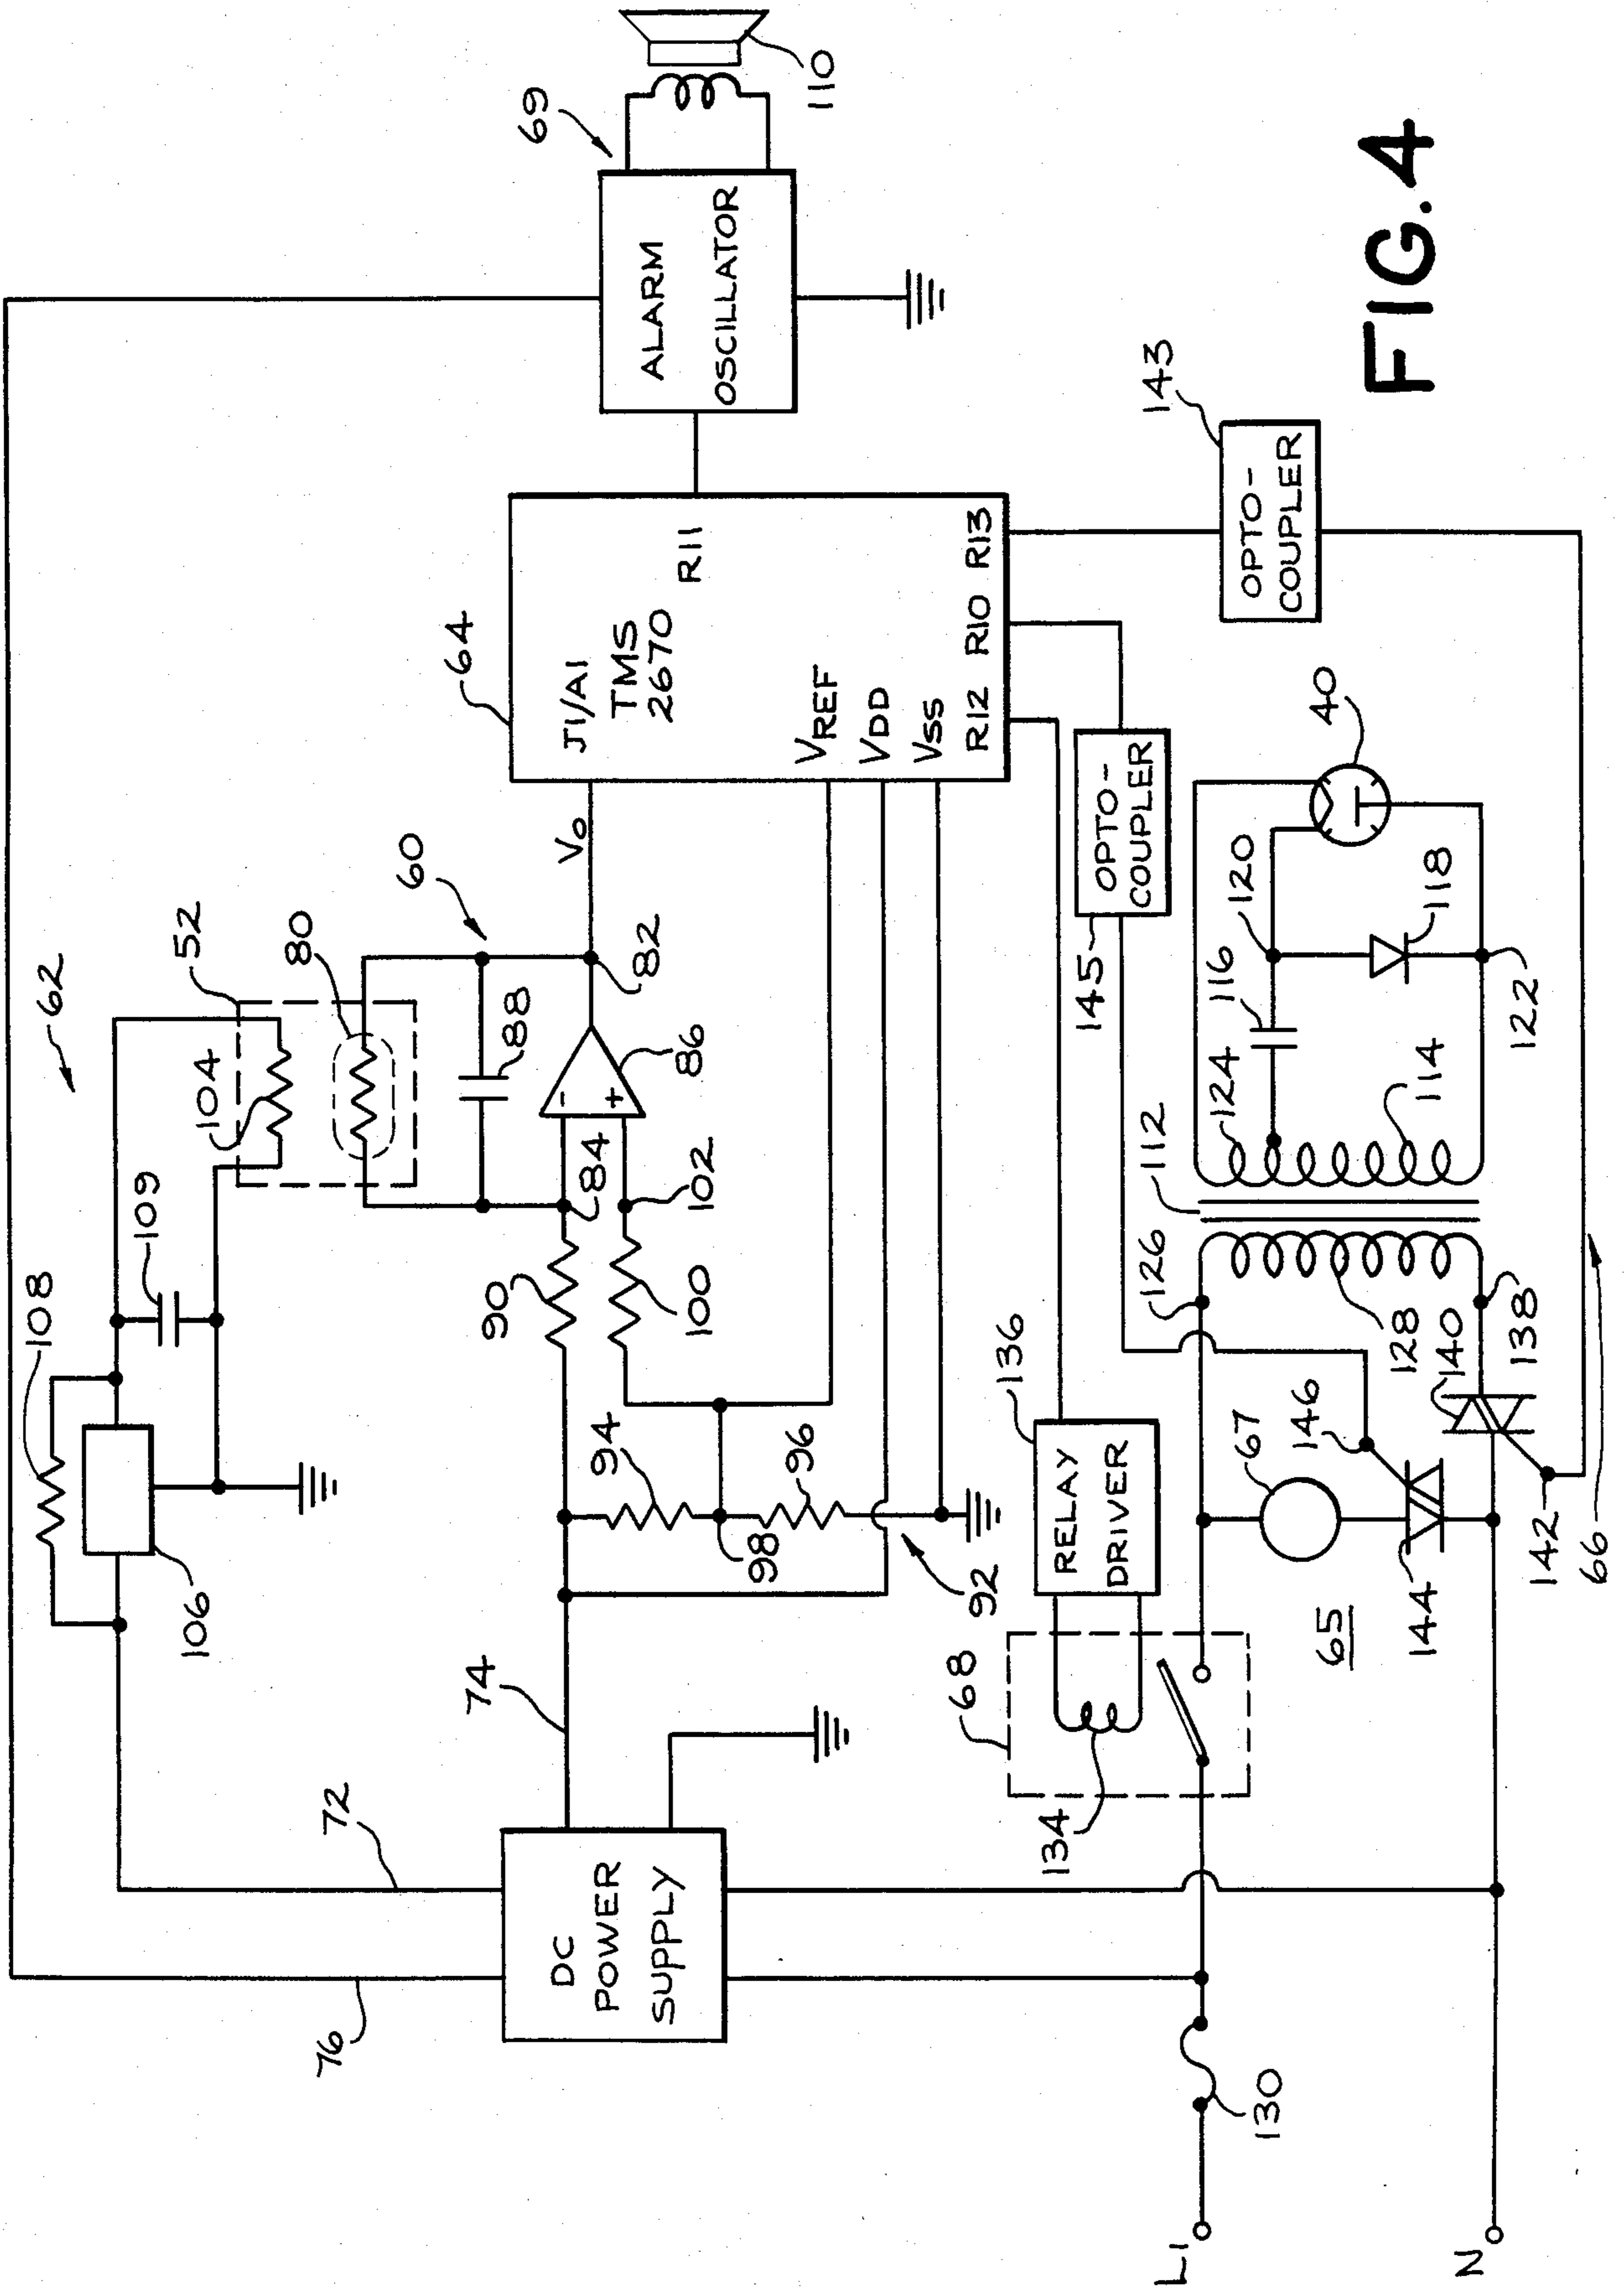 FIG.4
62
108
109
104
52
80
60
88
86
82
84
90
100
102
106
94
96
98
92
74
72
76
DC
POWER
SUPPLY
64
J1/A1
TMS
2670
R11
VREF
VDD
VSS
R12 R10 R13
Vo
ALARM
OSCILLATOR
69
110
OPTO-
COUPLER
143
OPTO-
COUPLER
145
RELAY
DRIVER
136
68
134
130
L1
N
65
67
144
146
142
66
140
138
128
126
112
124
114
116
120
118
122
40